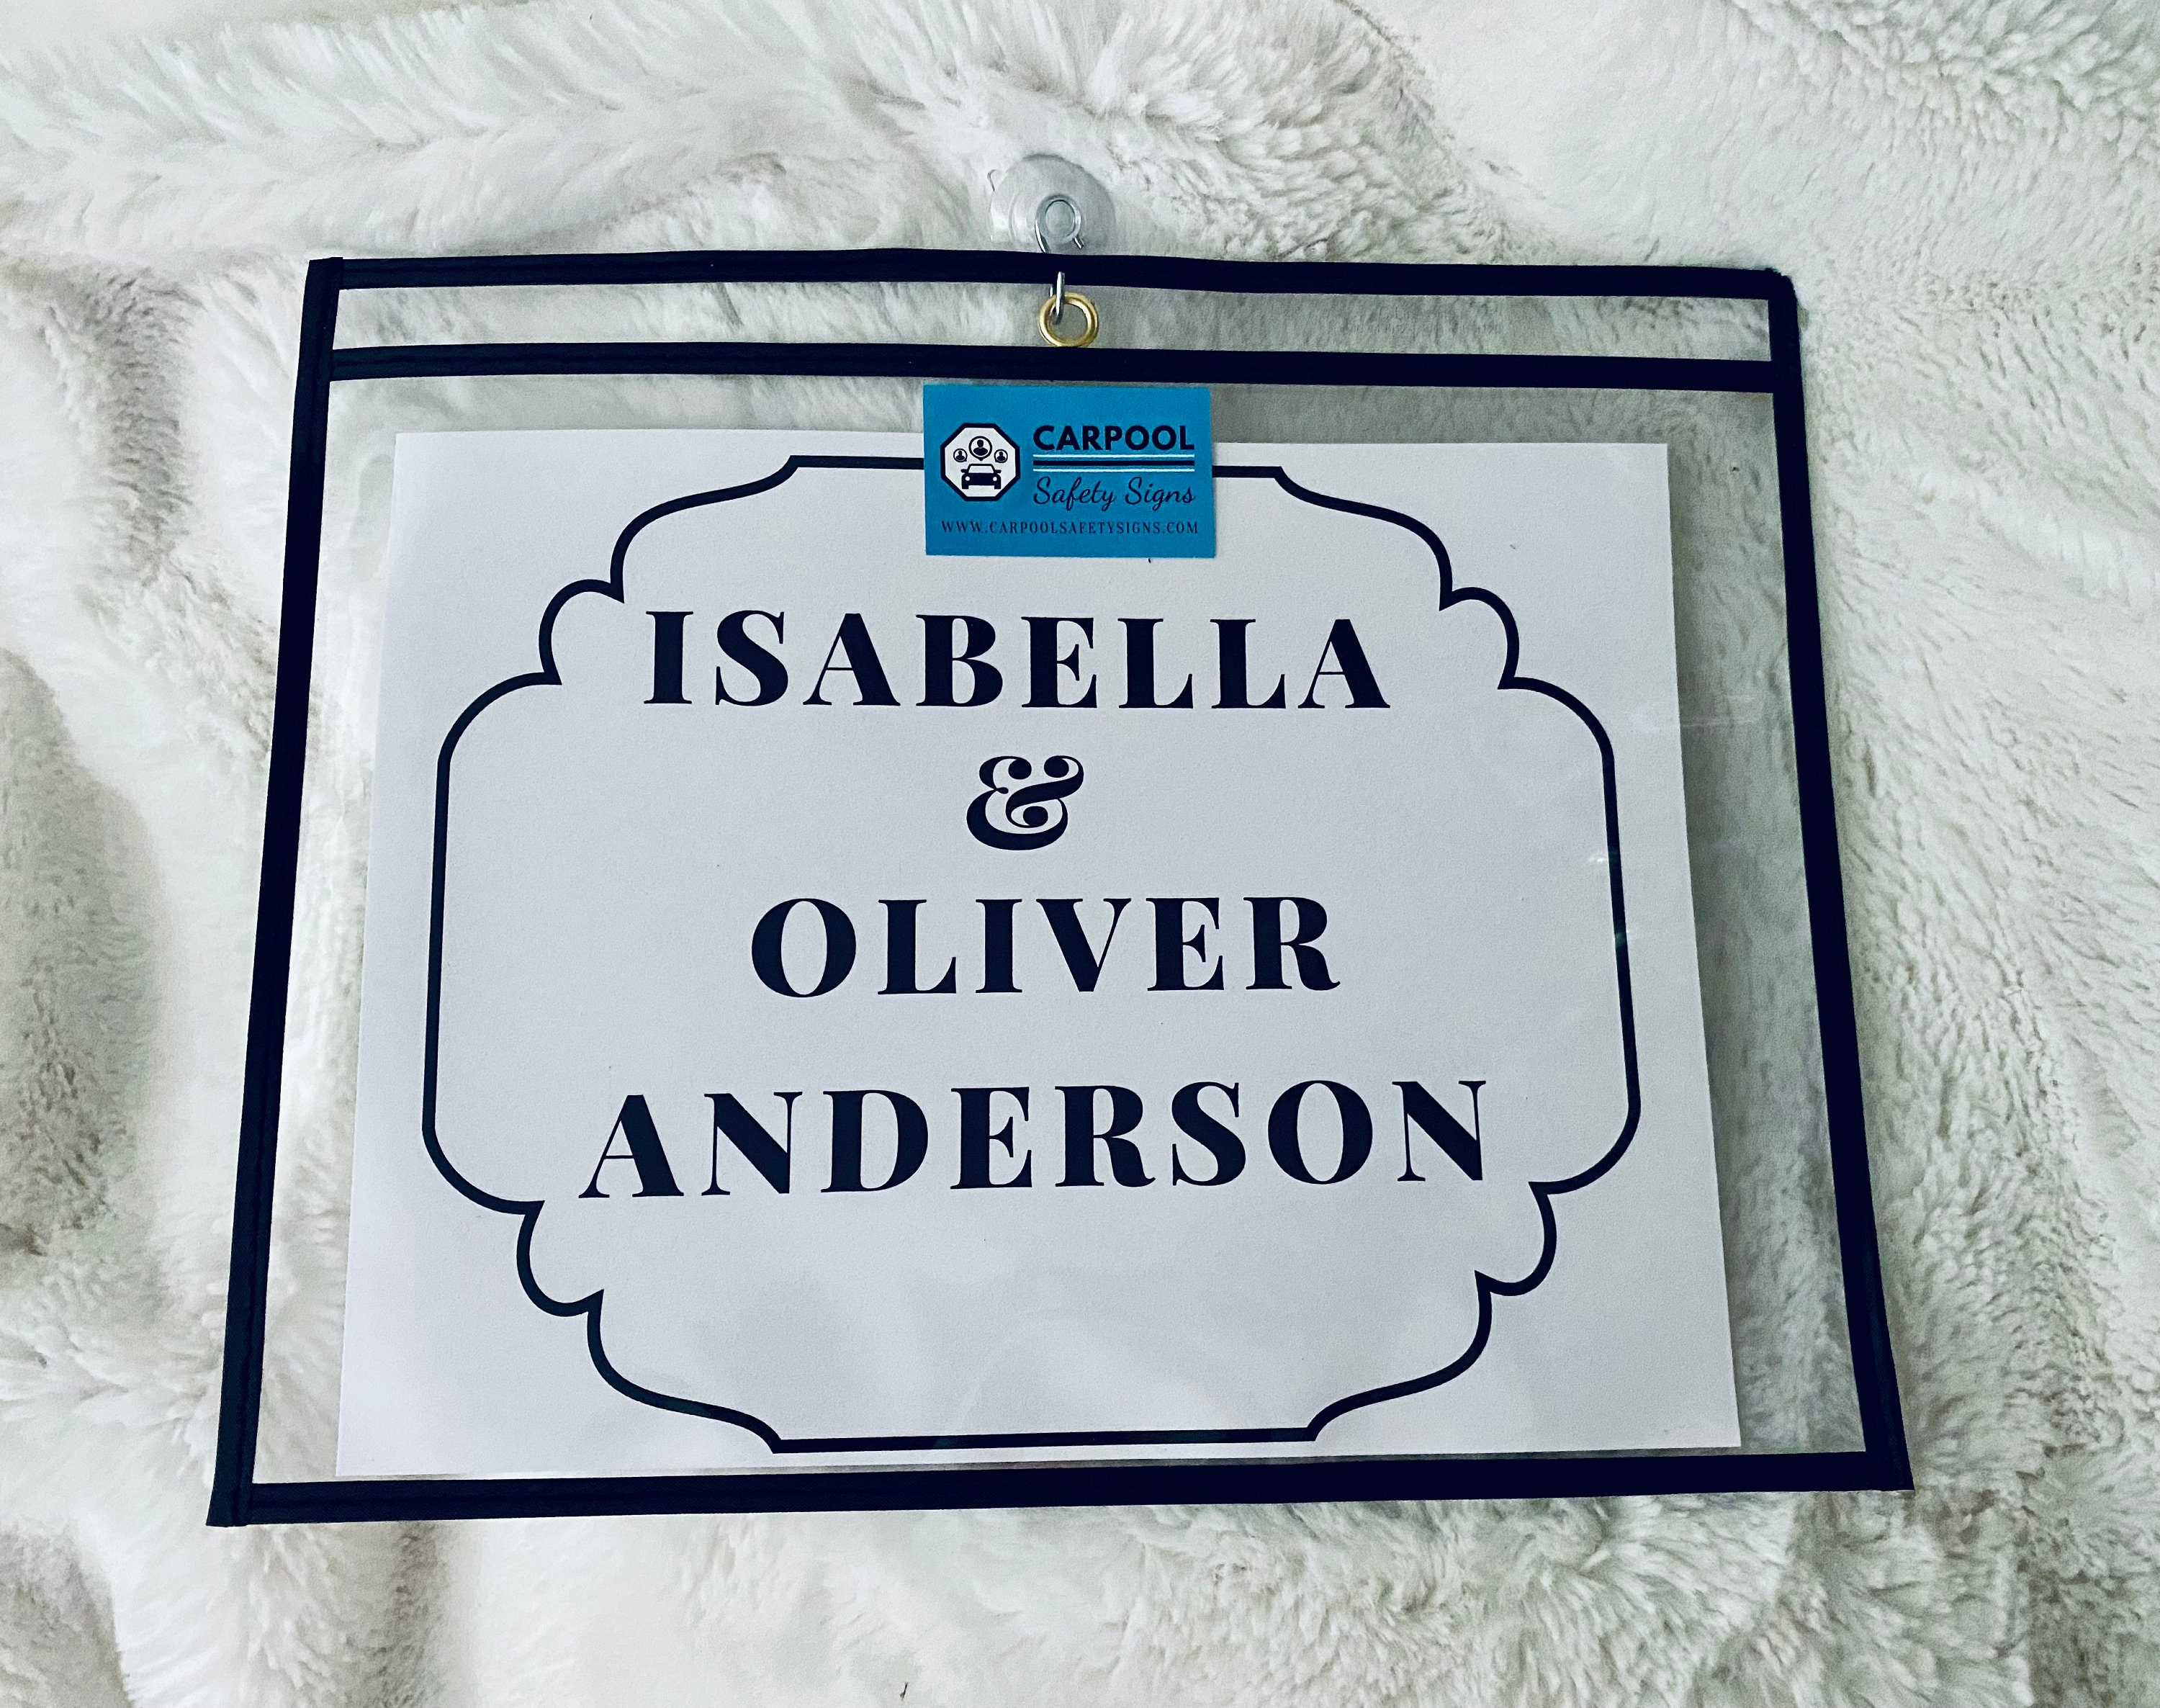 CARPOOL
Safety Signs
WWW.CARPOOLSAFETYSIGNS.COM
ISABELLA
&
OLIVER
ANDERSON